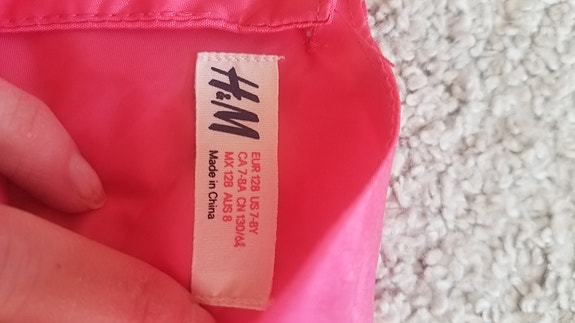 H&M
EUR 128 US 7-8Y
CA 7-8A CN 130/64
MX 128 AUS 8
Made in China